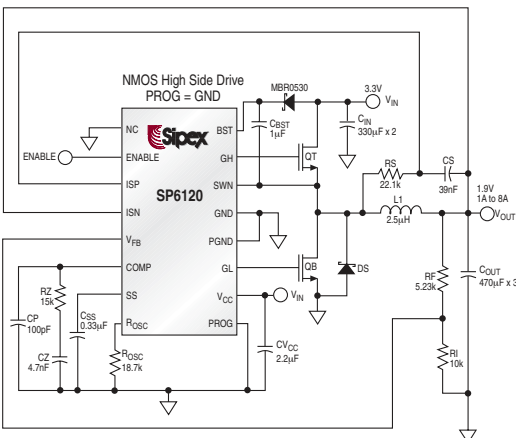 NMOS High Side Drive
PROG = GND
Sipex
SP6120
NC
ENABLE
ENABLE
ISP
ISN
VFB
COMP
SS
ROSC
BST
GH
SWN
GND
PGND
GL
VCC
PROG
MBR0530
3.3V
VIN
CBST
1µF
CIN
330µF x 2
QT
RS
22.1k
CS
39nF
L1
2.5µH
1.9V
1A to 8A
VOUT
QB
DS
RF
5.23k
COUT
470µF x 3
RI
10k
VIN
CVCC
2.2µF
RZ
15k
CP
100pF
CZ
4.7nF
CSS
0.33µF
ROSC
18.7k